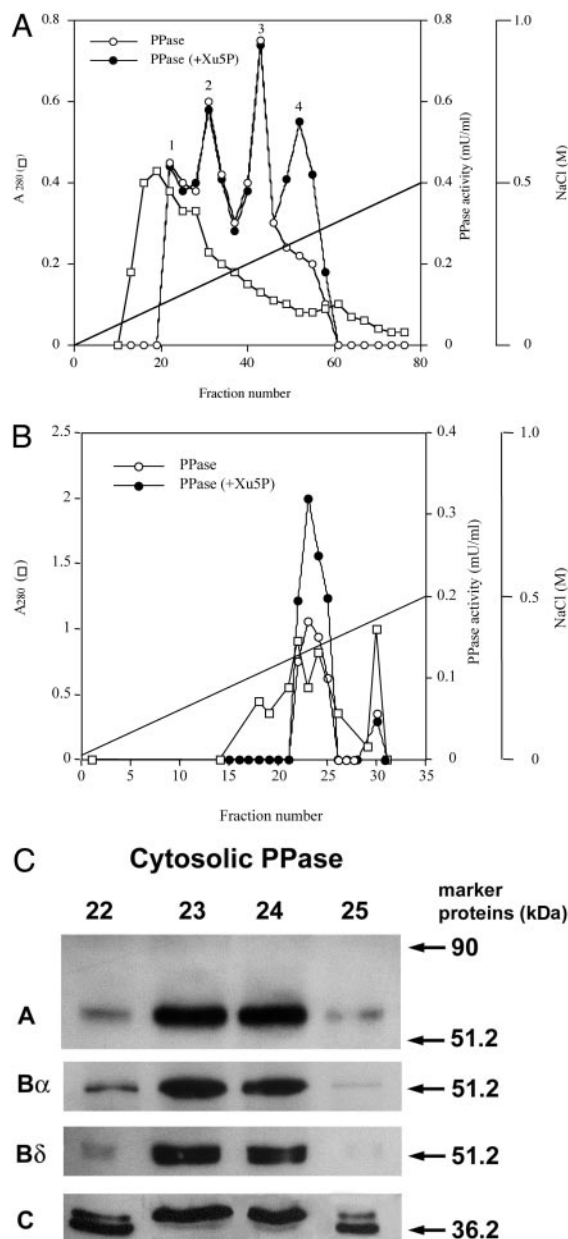 A
PPase
PPase (+Xu5P)
1
2
3
4
0.8
0.6
0.4
0.2
0
A 280 (□)
0.8
0.6
0.4
0.2
0
PPase activity (mU/ml)
1.0
0.5
0
NaCl (M)
0 20 40 60 80
Fraction number
B
PPase
PPase (+Xu5P)
2.5
2
1.5
1
0.5
0
A280 (□)
0.4
0.3
0.2
0.1
0
PPase activity (mU/ml)
1.0
0.5
0
NaCl (M)
0 5 10 15 20 25 30 35
Fraction number
C Cytosolic PPase
22 23 24 25 marker
proteins (kDa)
90
A
51.2
Bα 51.2
Bδ 51.2
C 36.2